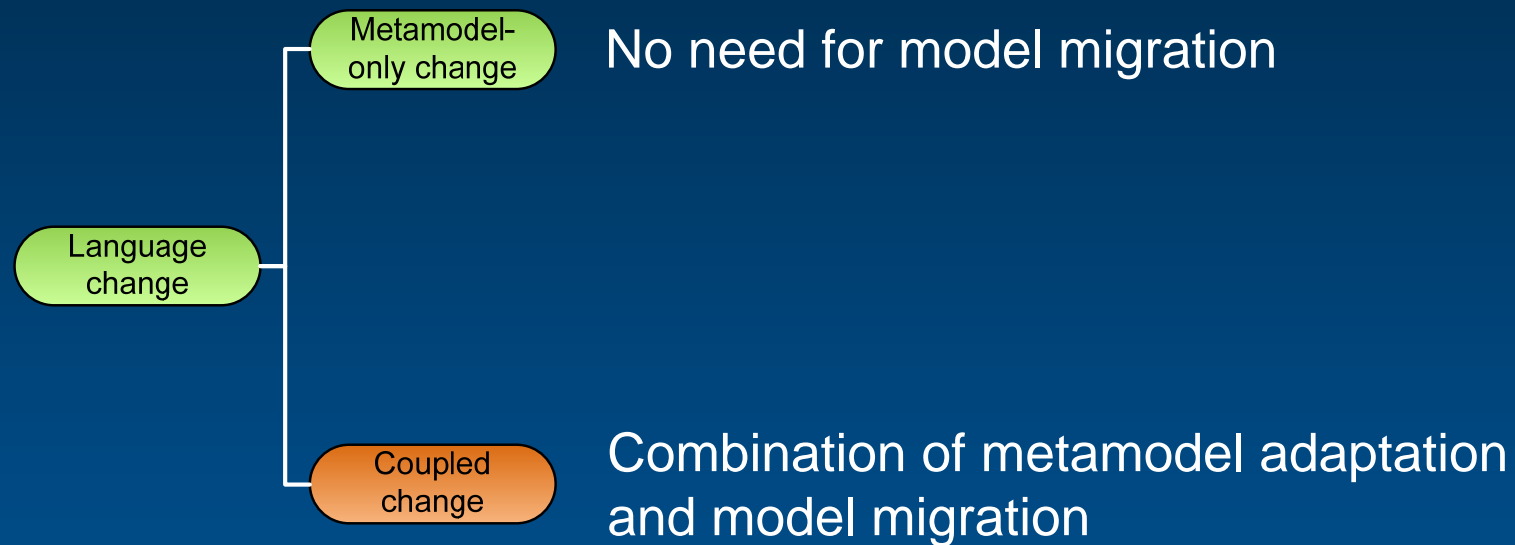 Metamodel-
only change
No need for model migration
Language
change
Coupled
change
Combination of metamodel adaptation
and model migration